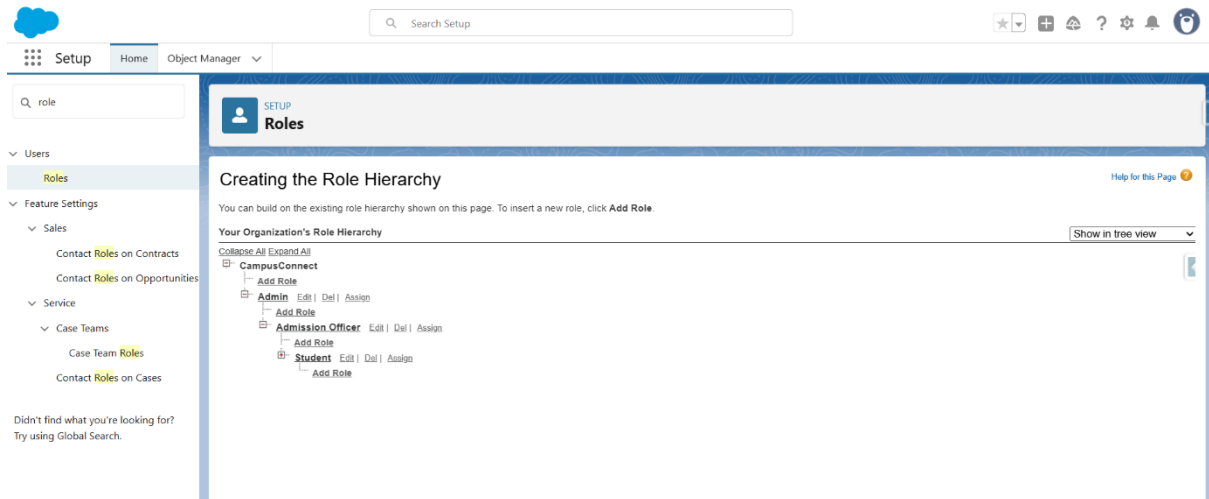 Search Setup
Setup
Home
Object Manager
role
Users
Roles
Feature Settings
Sales
Contact Roles on Contracts
Contact Roles on Opportunities
Service
Case Teams
Case Team Roles
Contact Roles on Cases
Didn't find what you're looking for?
Try using Global Search.
SETUP
Roles
Creating the Role Hierarchy
Help for this Page
You can build on the existing role hierarchy shown on this page. To insert a new role, click Add Role.
Your Organization's Role Hierarchy
Show in tree view
Collapse All Expand All
CampusConnect
Add Role
Admin Edit | Del | Assign
Add Role
Admission Officer Edit | Del | Assign
Add Role
Student Edit | Del | Assign
Add Role